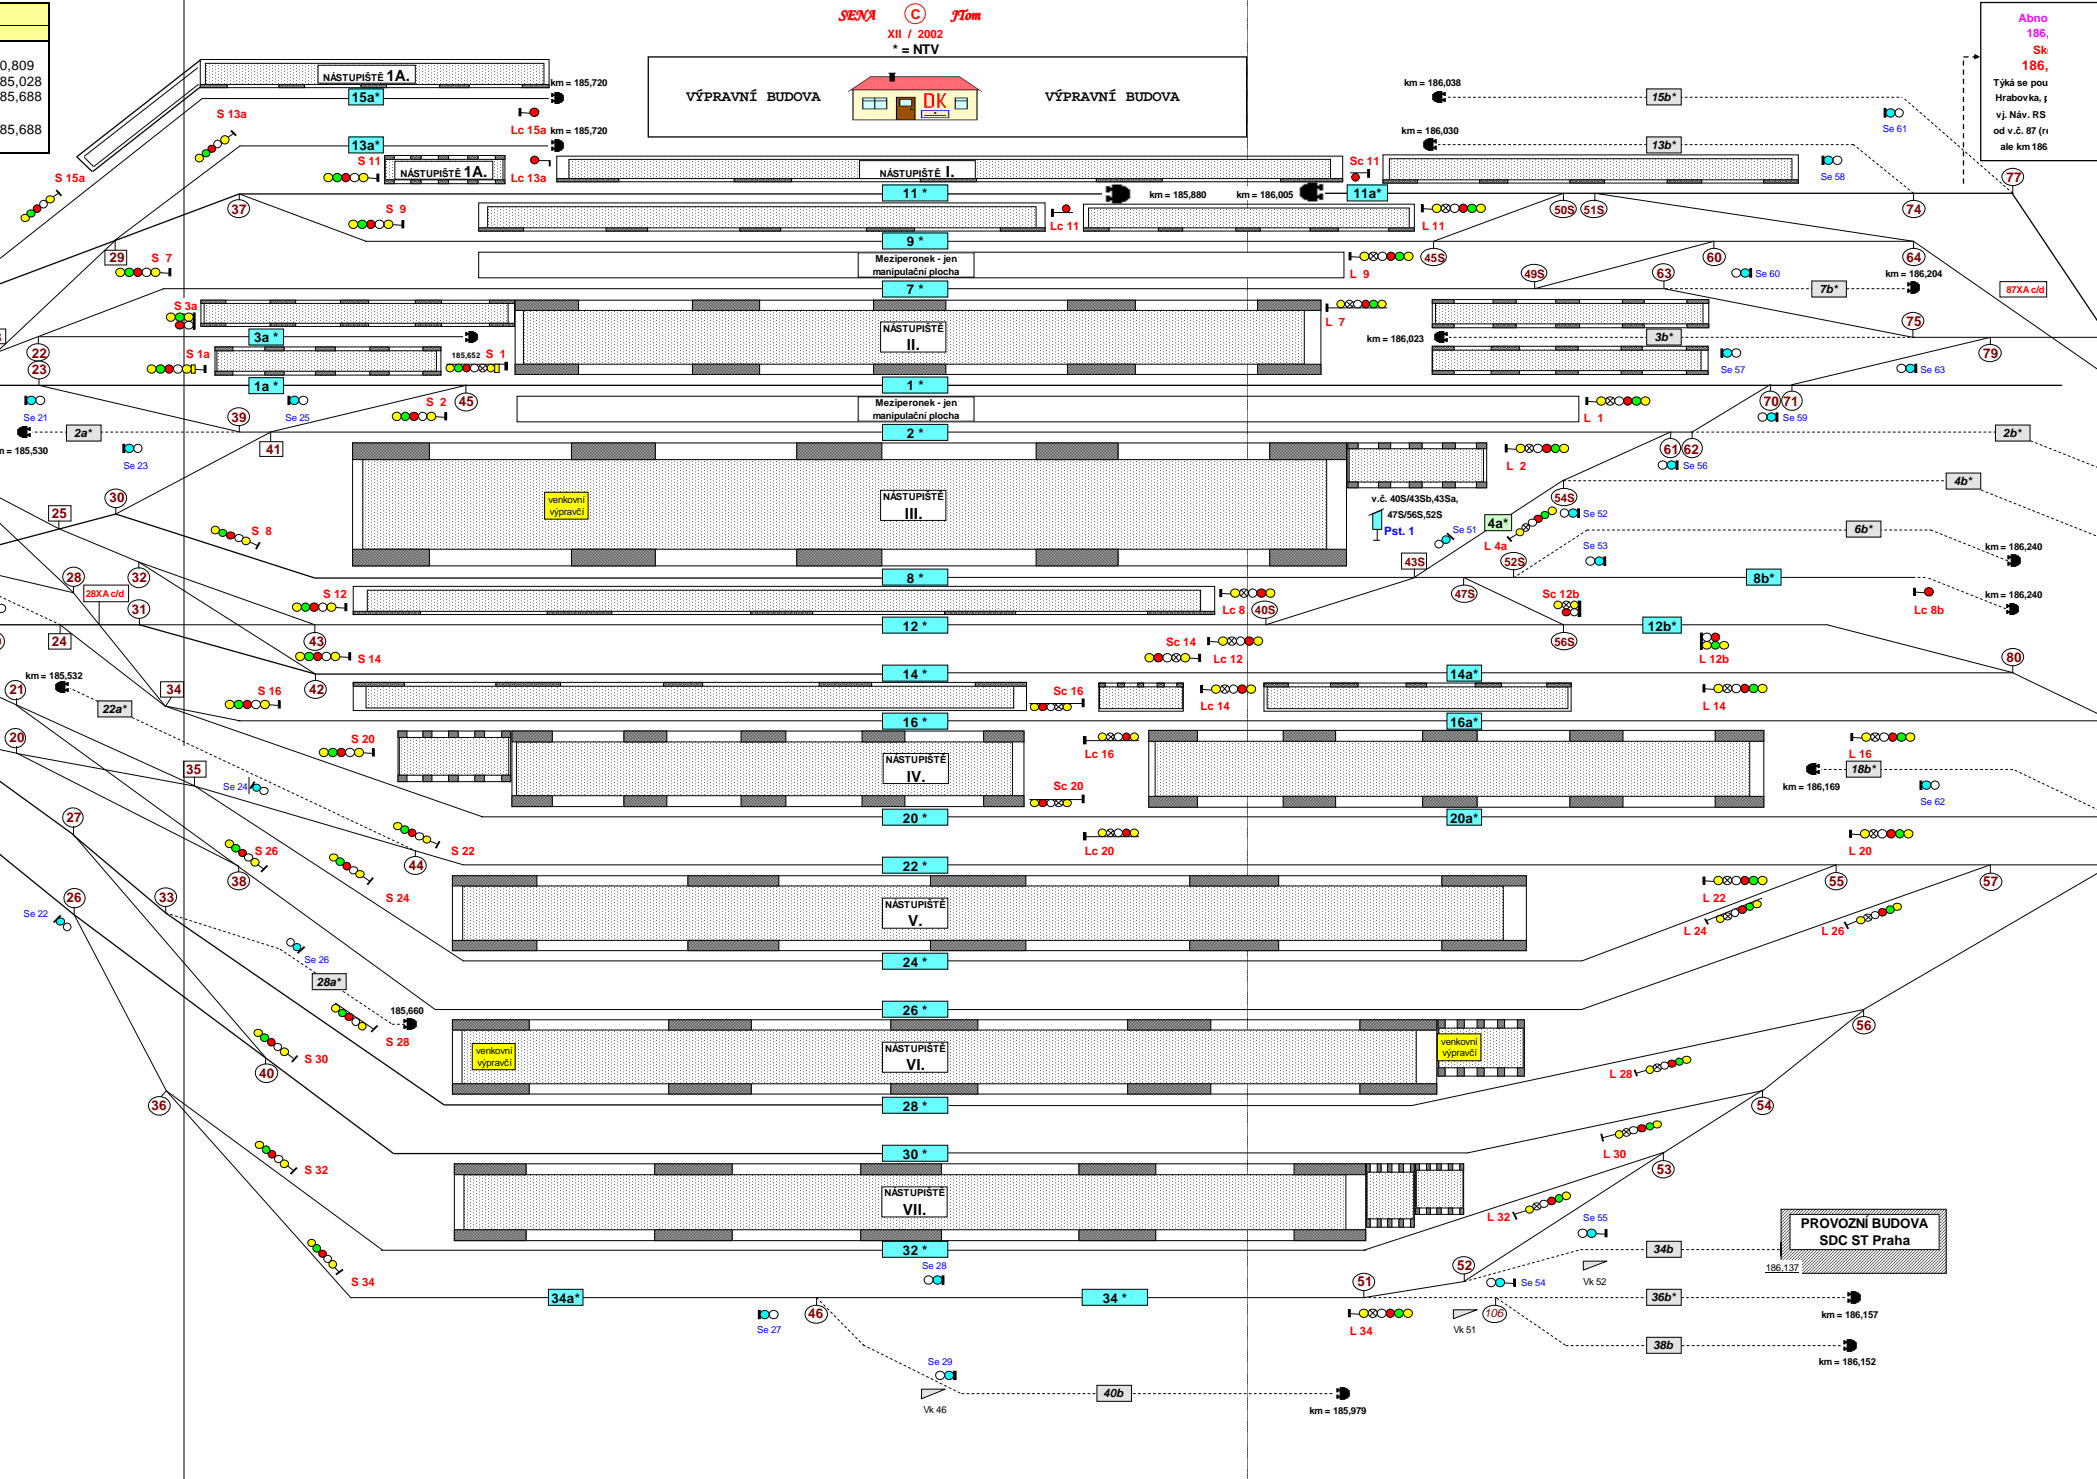 SENA C JTom
XII / 2002
* = NTV
0,809
85,028
85,688
85,688
Abno
186,
Sk
186,
Týká se pou
Hrabovka, p
vj. Náv. RS
od v.č. 87 (re
ale km 186
NÁSTUPIŠTĚ 1A.
km = 185,720
15a*
VÝPRAVNÍ BUDOVA
DK
VÝPRAVNÍ BUDOVA
km = 186,038
15b*
Se 61
S 13a
Lc 15a
km = 185,720
13a*
km = 186,030
13b*
S 11
NÁSTUPIŠTĚ 1A.
Lc 13a
NÁSTUPIŠTĚ I.
Sc 11
Se 58
77
S 15a
11 *
km = 185,880
km = 186,005
11a*
37
S 9
Lc 11
L 11
50S
51S
74
9 *
29
S 7
Meziperonek - jen
manipulační plocha
L 9
45S
49S
63
60
Se 60
km = 186,204
64
7 *
7b*
87XA c/d
S 3a
NÁSTUPIŠTĚ
II.
L 7
75
3a *
km = 186,023
3b*
22
23
S 1a
185,652
S 1
Se 57
Se 63
79
1a *
1 *
Se 21
Se 25
39
S 2
45
Meziperonek - jen
manipulační plocha
L 1
70
71
Se 59
2a*
2 *
2b*
= 185,530
Se 23
41
61
62
Se 56
L 2
4b*
30
25
venkovní
výpravčí
NÁSTUPIŠTĚ
III.
v.č. 40S/43Sb,43Sa,
47S/56S,52S
Pst. 1
54S
Se 52
4a*
Se 51
L 4a
6b*
S 8
Se 53
km = 186,240
28
32
43S
52S
8 *
8b*
28XA c/d
31
S 12
Lc 8
40S
47S
Sc 12b
Lc 8b
km = 186,240
12 *
12b*
24
43
S 14
Sc 14
Lc 12
56S
L 12b
80
14 *
14a*
km = 185,532
21
34
42
S 16
Sc 16
Lc 14
L 14
22a*
16 *
16a*
20
S 20
Lc 16
L 16
35
NÁSTUPIŠTĚ
IV.
18b*
km = 186,169
Se 24
Sc 20
Se 62
27
20 *
20a*
S 26
S 22
Lc 20
L 20
22 *
44
38
55
57
26
33
S 24
L 22
Se 22
NÁSTUPIŠTĚ
V.
L 24
L 26
Se 26
24 *
28a*
185,660
26 *
S 28
56
S 30
40
venkovní
výpravčí
NÁSTUPIŠTĚ
VI.
venkovní
výpravčí
L 28
36
28 *
54
30 *
L 30
S 32
53
NÁSTUPIŠTĚ
VII.
L 32
Se 55
PROVOZNÍ BUDOVA
SDC ST Praha
32 *
34b
186,137
S 34
Se 28
52
Vk 52
51
Se 54
34a*
34 *
36b*
46
106
Se 27
L 34
Vk 51
km = 186,157
38b
Se 29
km = 186,152
40b
Vk 46
km = 185,979